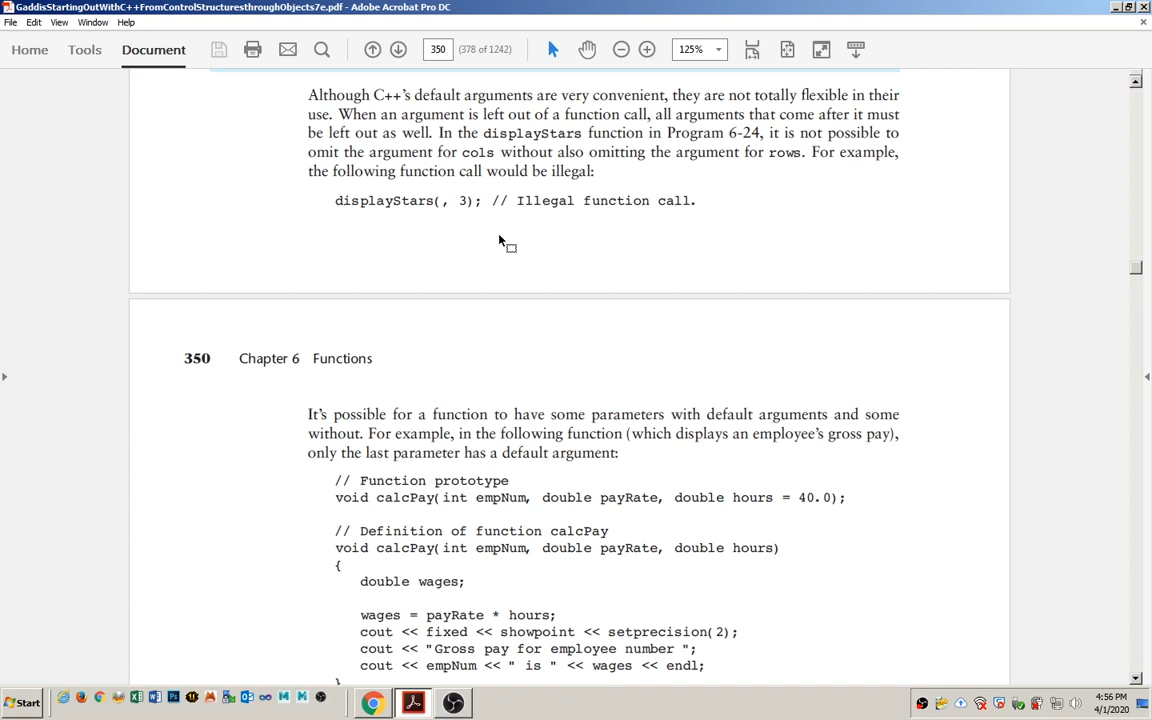 GaddisStartingOutWithC++FromControlStructuresthroughObjects7e.pdf - Adobe Acrobat Pro DC
File Edit View Window Help
Home Tools Document 350 (378 of 1242) 125%
Although C++'s default arguments are very convenient, they are not totally flexible in their
use. When an argument is left out of a function call, all arguments that come after it must
be left out as well. In the displayStars function in Program 6-24, it is not possible to
omit the argument for cols without also omitting the argument for rows. For example,
the following function call would be illegal:
displayStars(, 3); // Illegal function call.
350 Chapter 6 Functions
It's possible for a function to have some parameters with default arguments and some
without. For example, in the following function (which displays an employee's gross pay),
only the last parameter has a default argument:
// Function prototype
void calcPay(int empNum, double payRate, double hours = 40.0);
// Definition of function calcPay
void calcPay(int empNum, double payRate, double hours)
{
double wages;
wages = payRate * hours;
cout << fixed << showpoint << setprecision(2);
cout << "Gross pay for employee number ";
cout << empNum << " is " << wages << endl;
}
Start
4:56 PM
4/1/2020